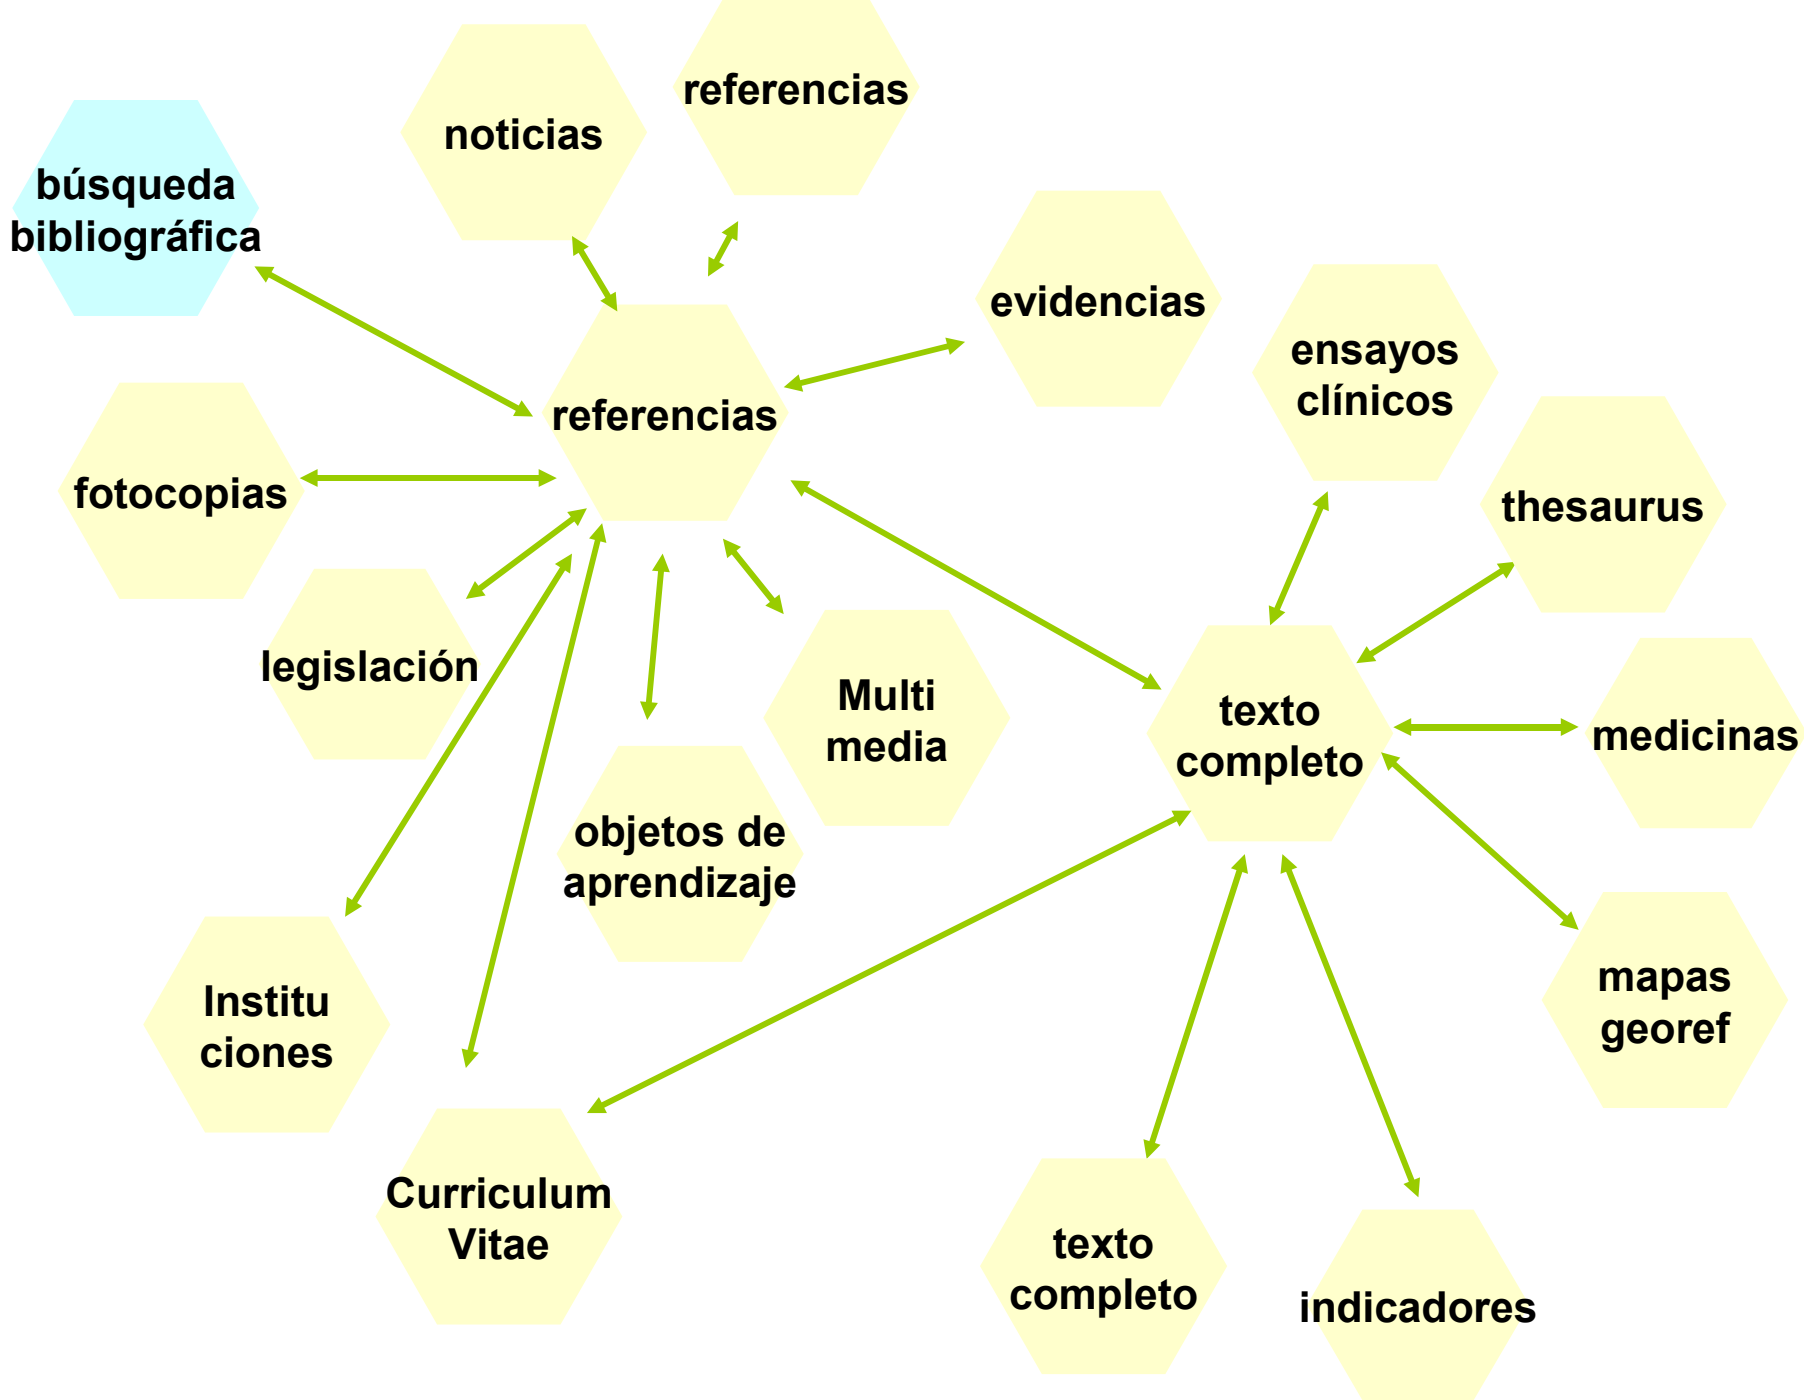 referencias
noticias
búsqueda
bibliográfica
evidencias
ensayos
clínicos
referencias
fotocopias
thesaurus
legislación
Multi
media
texto
completo
medicinas
objetos de
aprendizaje
Institu
ciones
mapas
georef
Curriculum
Vitae
texto
completo
indicadores